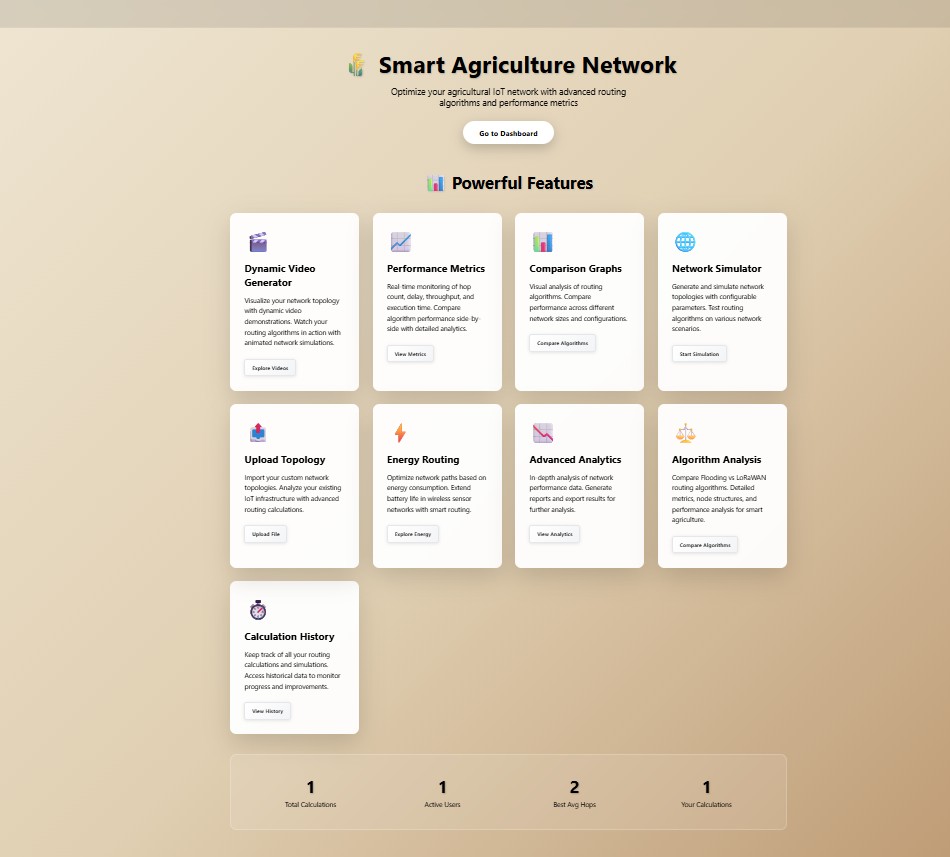 Smart Agriculture Network
Optimize your agricultural IoT network with advanced routing
algorithms and performance metrics
Go to Dashboard
Powerful Features
Dynamic Video
Generator
Visualize your network topology
with dynamic video
demonstrations. Watch your
routing algorithms in action with
animated network simulations.
Explore Videos
Performance Metrics
Real-time monitoring of hop
count, delay, throughput, and
execution time. Compare
algorithm performance side-by-
side with detailed analytics.
View Metrics
Comparison Graphs
Visual analysis of routing
algorithms. Compare
performance across different
network sizes and configurations.
Compare Algorithms
Network Simulator
Generate and simulate network
topologies with configurable
parameters. Test routing
algorithms on various network
scenarios.
Start Simulation
Upload Topology
Import your custom network
topologies. Analyze your existing
IoT infrastructure with advanced
routing calculations.
Upload File
Energy Routing
Optimize network paths based on
energy consumption. Extend
battery life in wireless sensor
networks with smart routing.
Explore Energy
Advanced Analytics
In-depth analysis of network
performance data. Generate
reports and export results for
further analysis.
View Analytics
Algorithm Analysis
Compare Flooding vs LoRaWAN
routing algorithms. Detailed
metrics, node structures, and
performance analysis for smart
agriculture.
Compare Algorithms
Calculation History
Keep track of all your routing
calculations and simulations.
Access historical data to monitor
progress and improvements.
View History
1
Total Calculations
1
Active Users
2
Best Avg Hops
1
Your Calculations